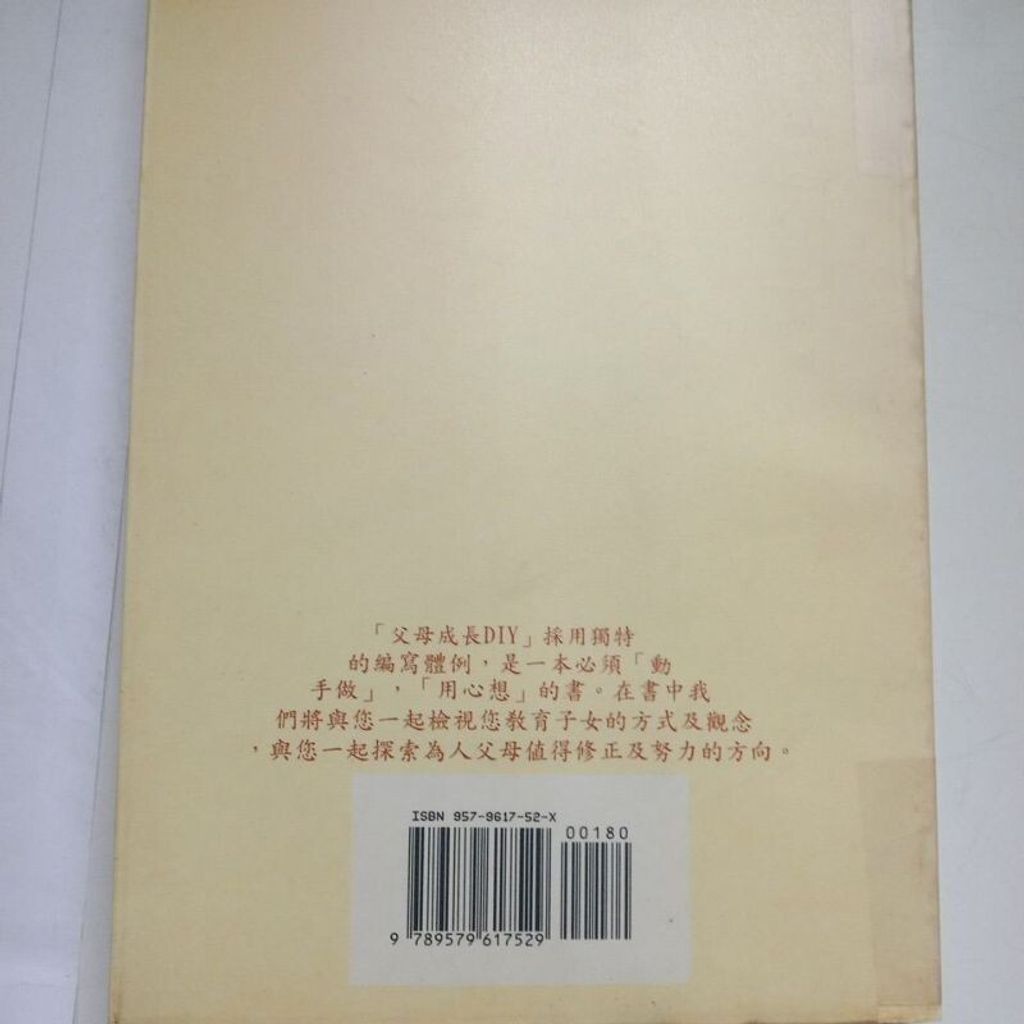 「父母成長DIY」採用獨特
的編寫體例，是一本必須「動
手做」，「用心想」的書。在書中我
們將與您一起檢視您教育子女的方式及觀念
，與您一起探索為人父母值得修正及努力的方向。
ISBN 957-9617-52-X
00180
9 789579 617529